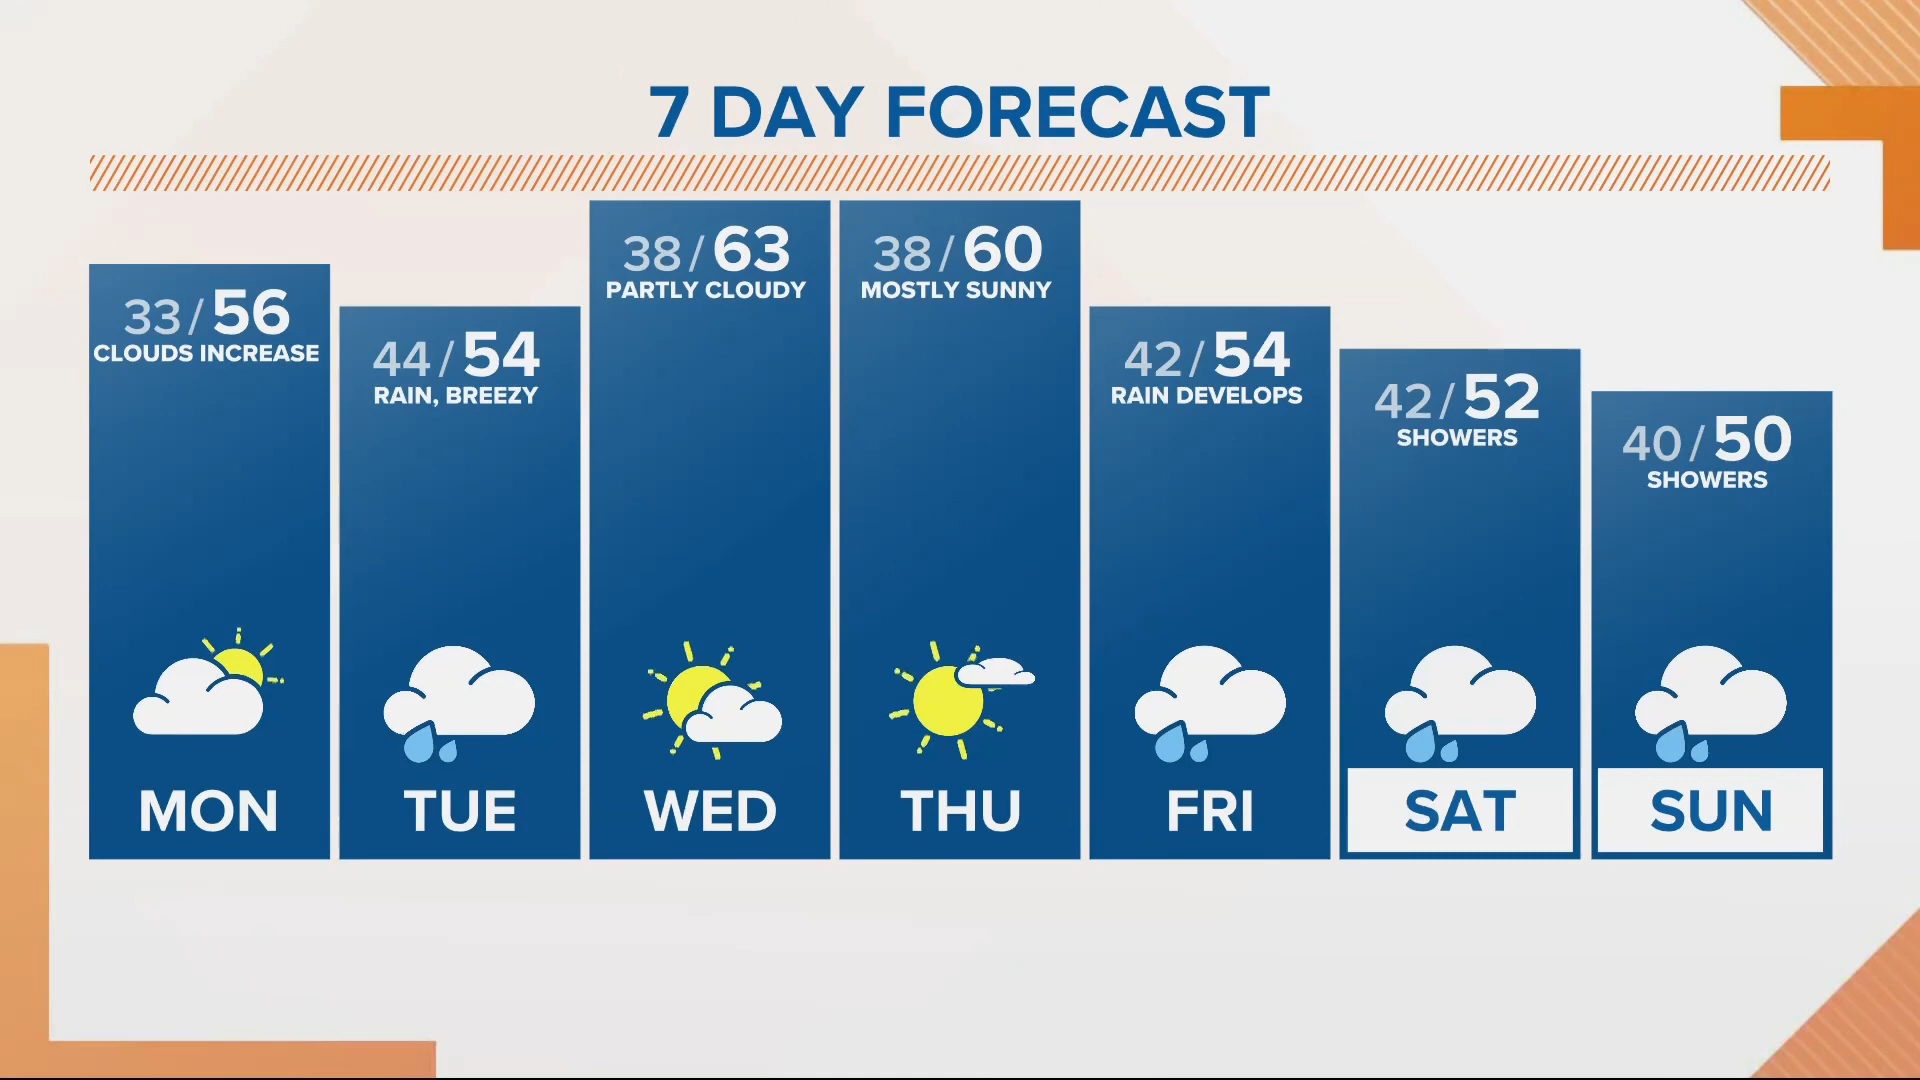 7 DAY FORECAST
33/56
CLOUDS INCREASE
MON
44/54
RAIN, BREEZY
TUE
38/63
PARTLY CLOUDY
WED
38/60
MOSTLY SUNNY
THU
42/54
RAIN DEVELOPS
FRI
42/52
SHOWERS
SAT
40/50
SHOWERS
SUN